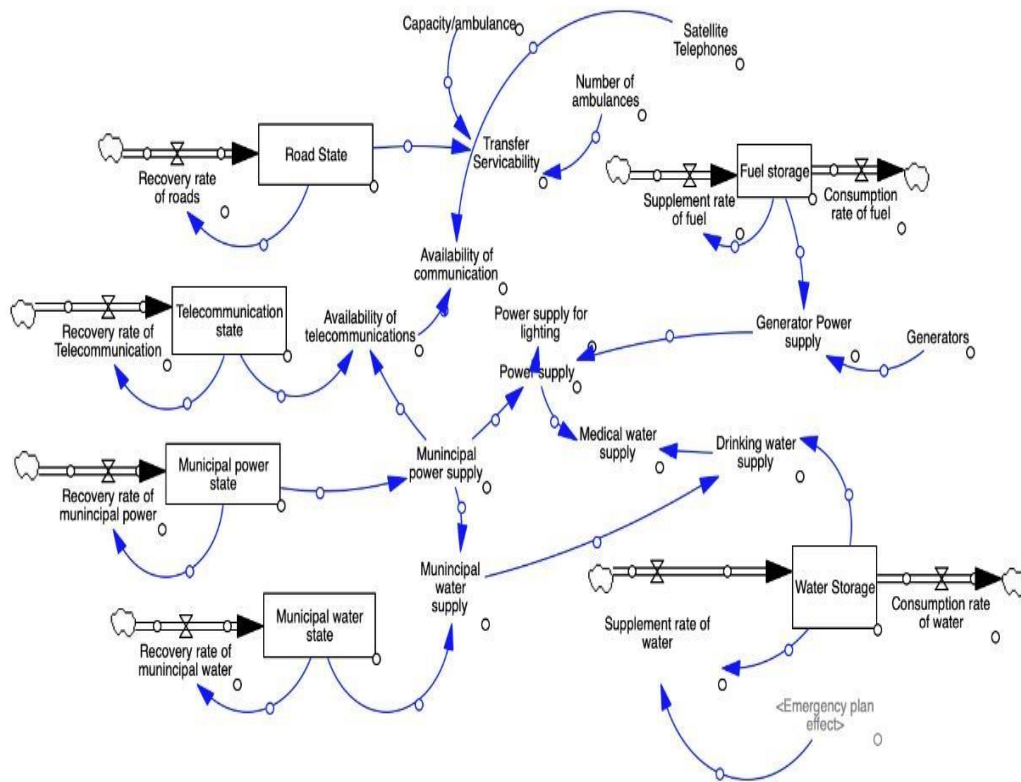 Capacity/ambulance
Satellite
Telephones
Number of
ambulances
Road State
Transfer
Servicability
Recovery rate
of roads
Fuel storage
Supplement rate
of fuel
Consumption
rate of fuel
Availability of
communication
Telecommunication
state
Recovery rate of
Telecommunication
Availability of
telecommunications
Power supply for
lighting
Generator Power
supply
Generators
Power supply
Medical water
supply
Drinking water
supply
Municipal power
state
Munincipal
power supply
Recovery rate of
munincipal power
Munincipal
water
supply
Water Storage
Supplement rate of
water
Consumption rate
of water
Municipal water
state
Recovery rate of
munincipal water
<Emergency plan
effect>